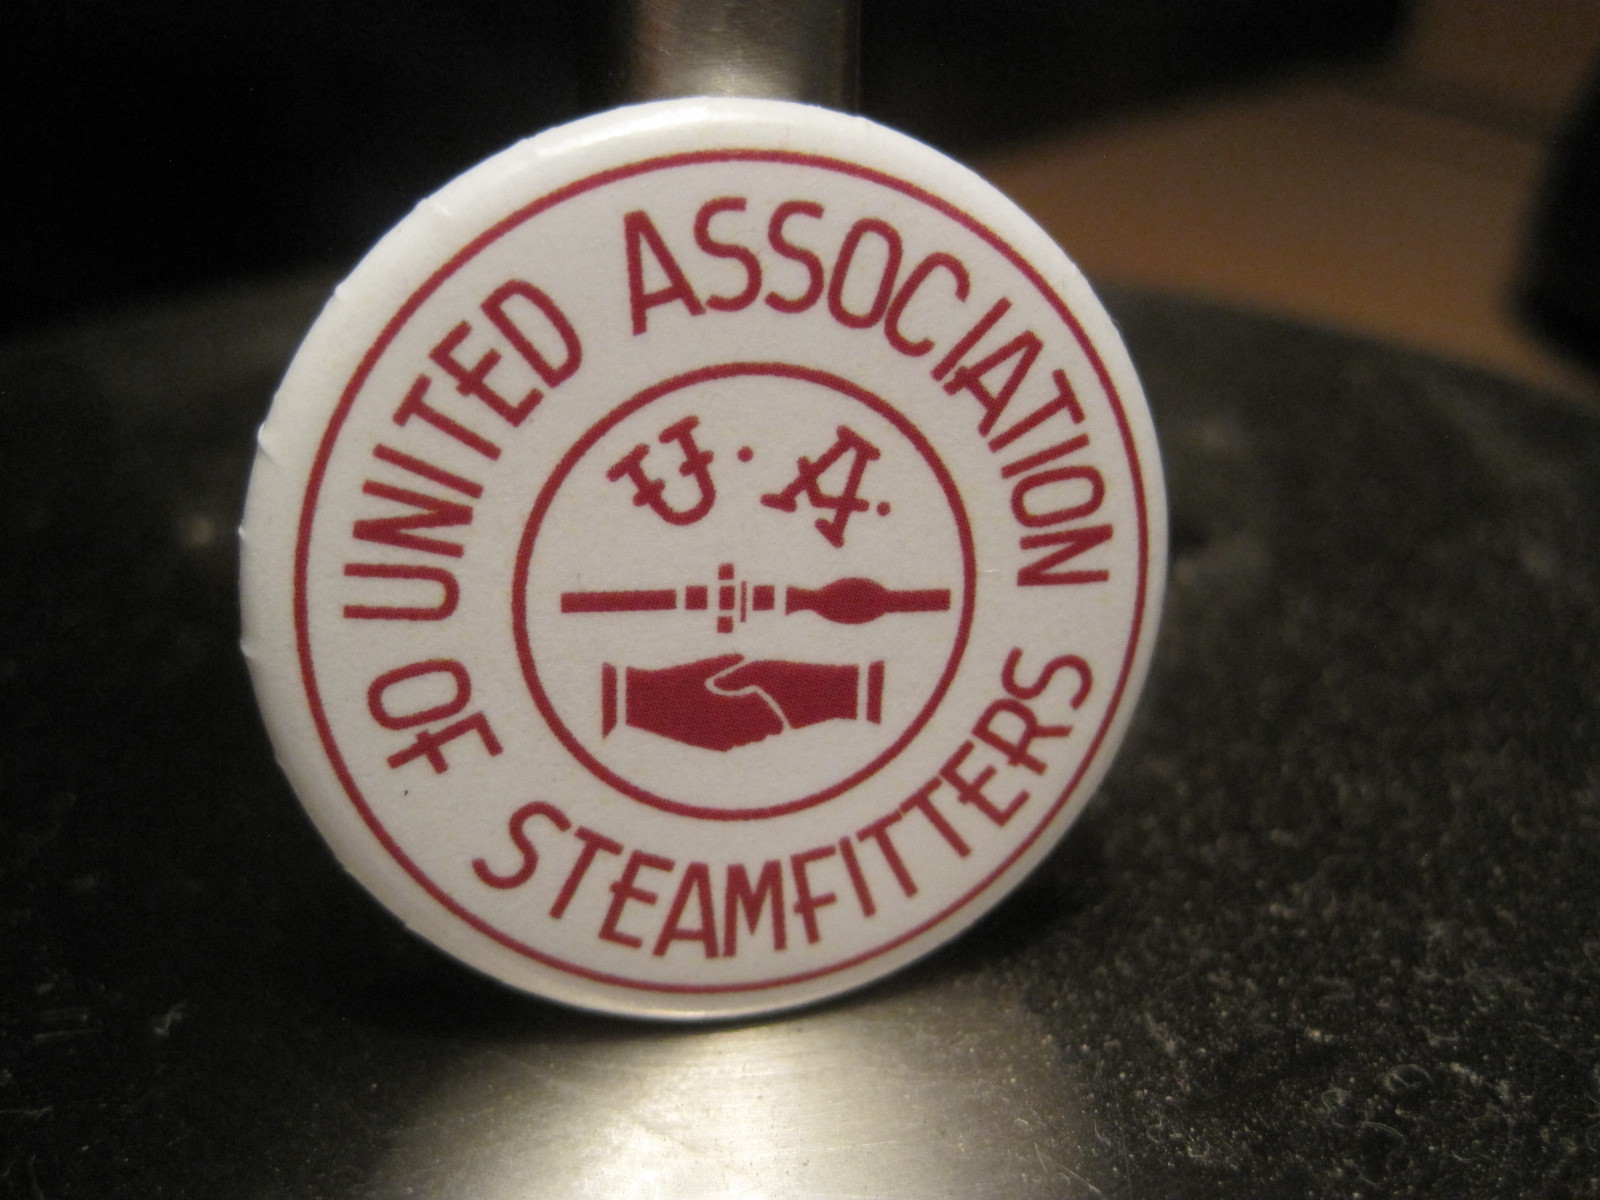 UNITED ASSOCIATION
OF STEAMFITTERS
U. A.